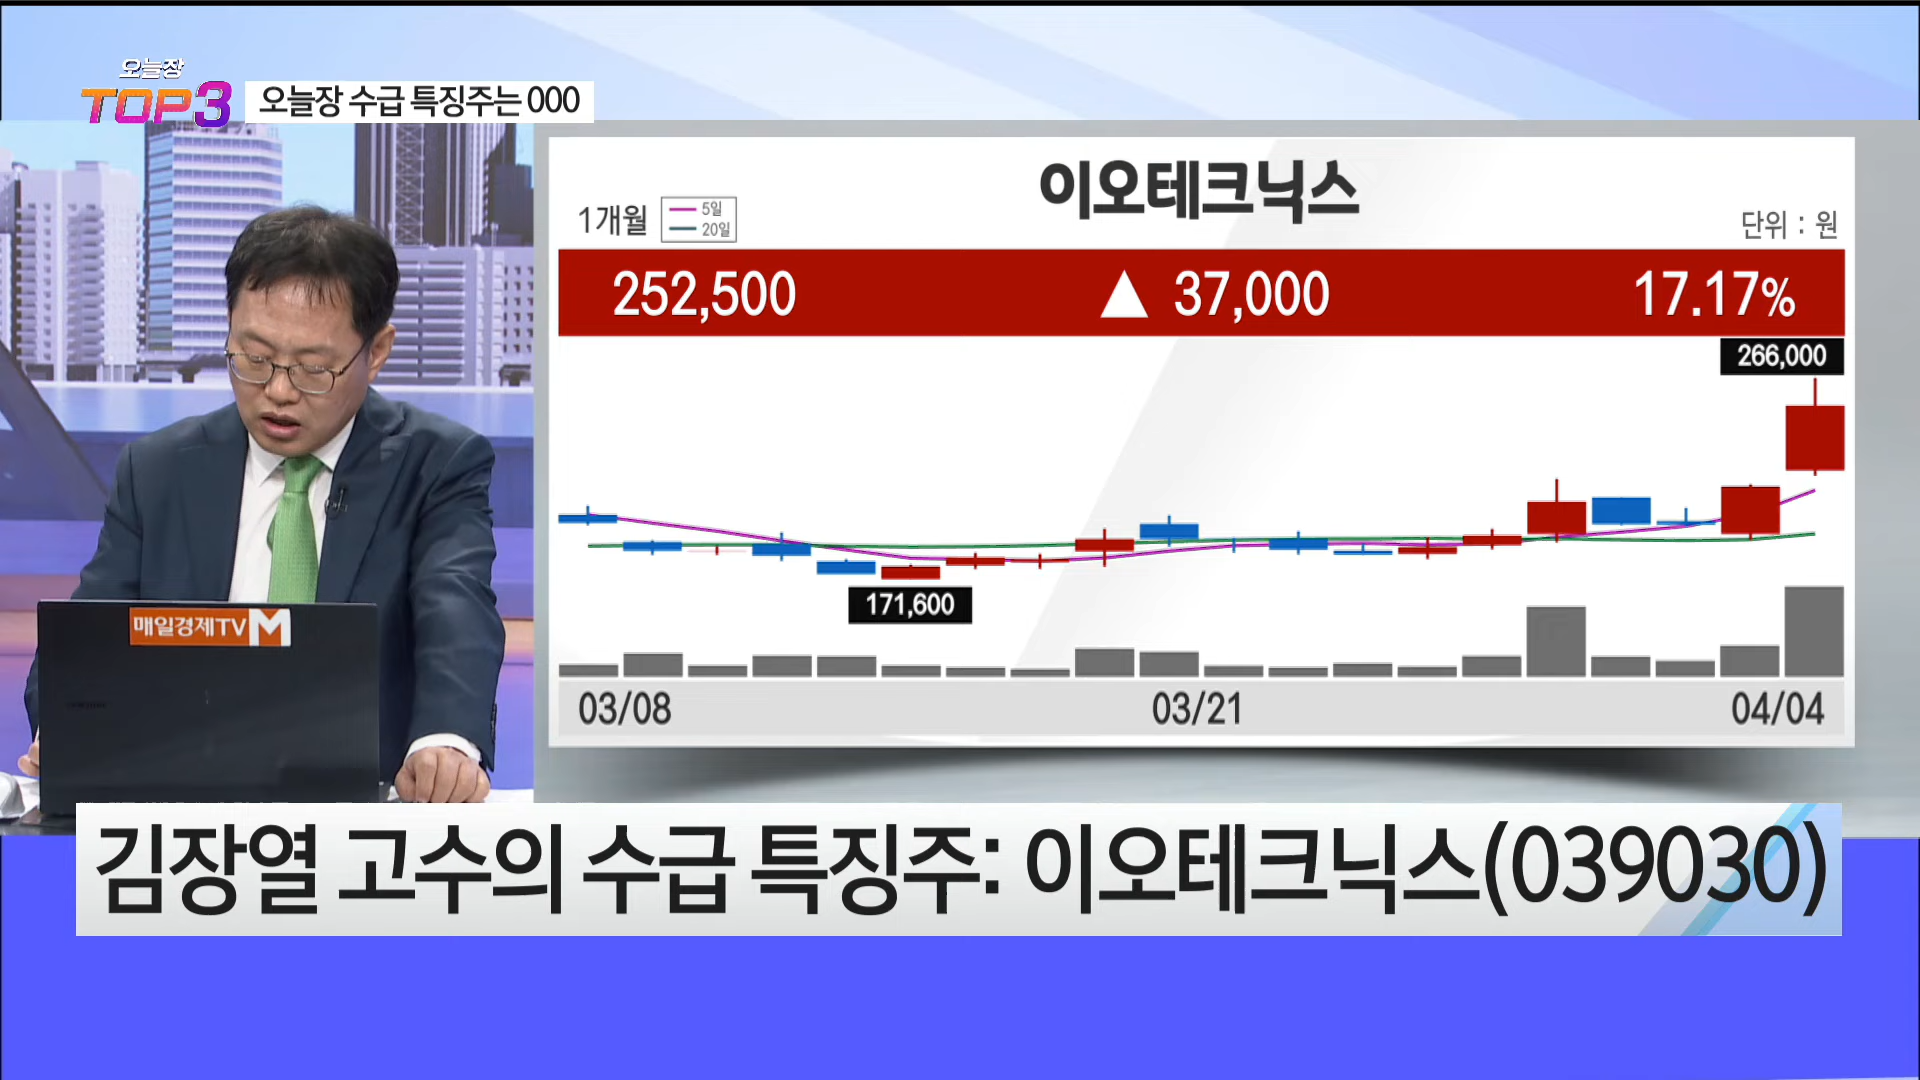 오늘장
TOP3
오늘장 수급 특징주는 OOO
이오테크닉스
1개월
5일
20일
단위 : 원
252,500 ▲ 37,000 17.17%
266,000
171,600
03/08 03/21 04/04
매일경제TV M
김장열 고수의 수급 특징주: 이오테크닉스(039030)